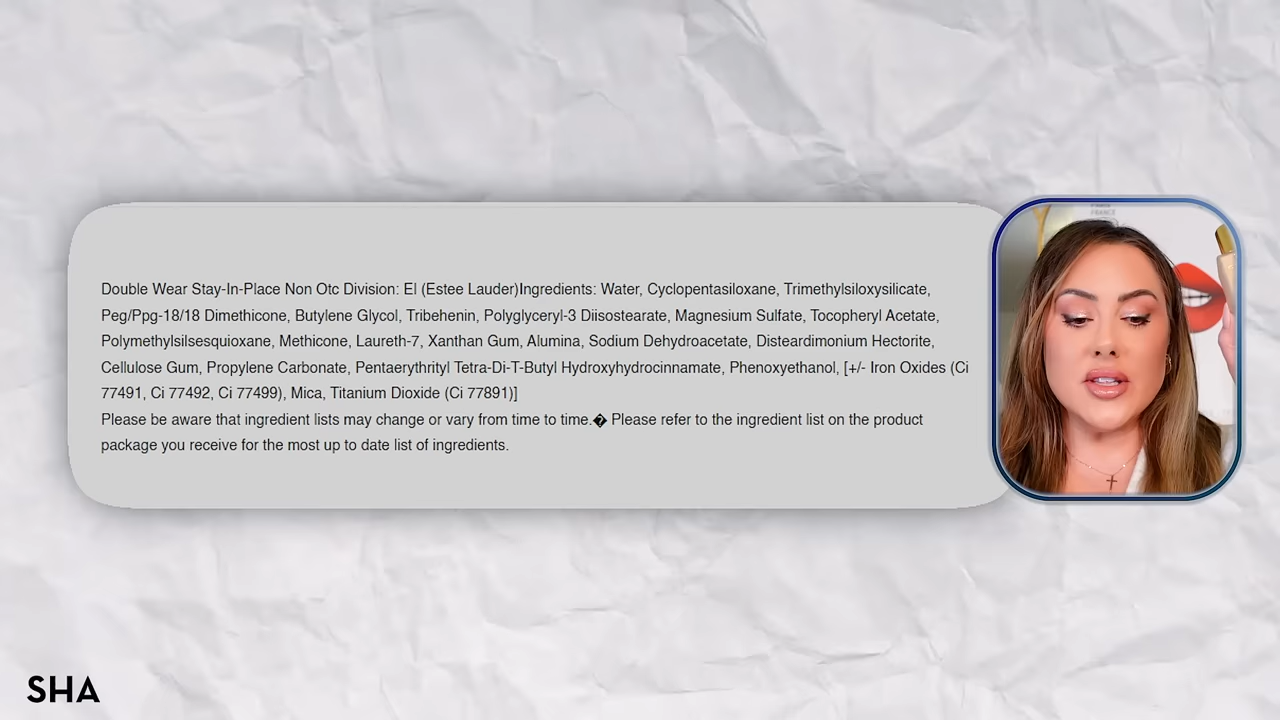 Double Wear Stay-In-Place Non Otc Division: El (Estee Lauder)Ingredients: Water, Cyclopentasiloxane, Trimethylsiloxysilicate,
Peg/Ppg-18/18 Dimethicone, Butylene Glycol, Tribehenin, Polyglyceryl-3 Diisostearate, Magnesium Sulfate, Tocopheryl Acetate,
Polymethylsilsesquioxane, Methicone, Laureth-7, Xanthan Gum, Alumina, Sodium Dehydroacetate, Disteardimonium Hectorite,
Cellulose Gum, Propylene Carbonate, Pentaerythrityl Tetra-Di-T-Butyl Hydroxyhydrocinnamate, Phenoxyethanol, [+/- Iron Oxides (Ci
77491, Ci 77492, Ci 77499), Mica, Titanium Dioxide (Ci 77891)]
Please be aware that ingredient lists may change or vary from time to time.� Please refer to the ingredient list on the product
package you receive for the most up to date list of ingredients.
FRANCE
SHA